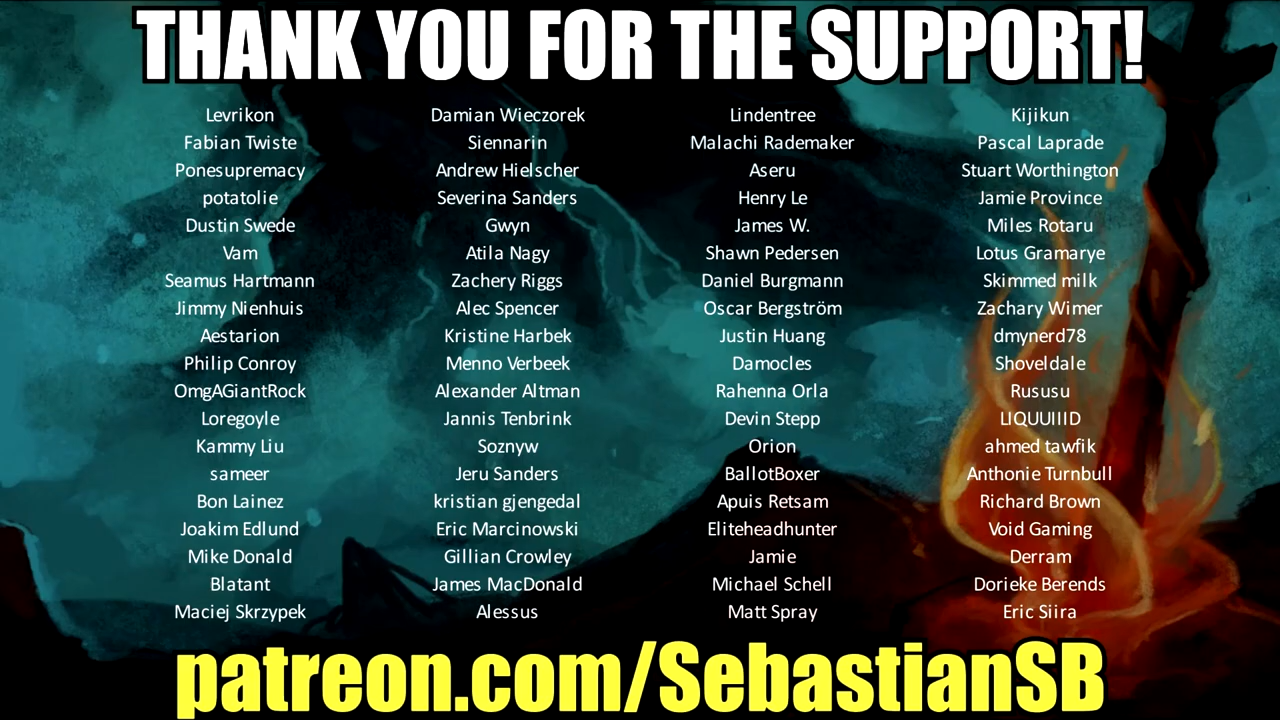 THANK YOU FOR THE SUPPORT!
Levrikon
Fabian Twiste
Ponesupremacy
potatolie
Dustin Swede
Vam
Seamus Hartmann
Jimmy Nienhuis
Aestarion
Philip Conroy
OmgAGiantRock
Loregoyle
Kammy Liu
sameer
Bon Lainez
Joakim Edlund
Mike Donald
Blatant
Maciej Skrzypek
Damian Wieczorek
Siennarin
Andrew Hielscher
Severina Sanders
Gwyn
Atila Nagy
Zachery Riggs
Alec Spencer
Kristine Harbek
Menno Verbeek
Alexander Altman
Jannis Tenbrink
Soznyw
Jeru Sanders
kristian gjengedal
Eric Marcinowski
Gillian Crowley
James MacDonald
Alessus
Lindentree
Malachi Rademaker
Aseru
Henry Le
James W.
Shawn Pedersen
Daniel Burgmann
Oscar Bergström
Justin Huang
Damocles
Rahenna Orla
Devin Stepp
Orion
BallotBoxer
Apuis Retsam
Eliteheadhunter
Jamie
Michael Schell
Matt Spray
Kijikun
Pascal Laprade
Stuart Worthington
Jamie Province
Miles Rotaru
Lotus Gramarye
Skimmed milk
Zachary Wimer
dmynerd78
Shoveldale
Rususu
LIQUUIIID
ahmed tawfik
Anthonie Turnbull
Richard Brown
Void Gaming
Derram
Dorieke Berends
Eric Siira
patreon.com/SebastianSB